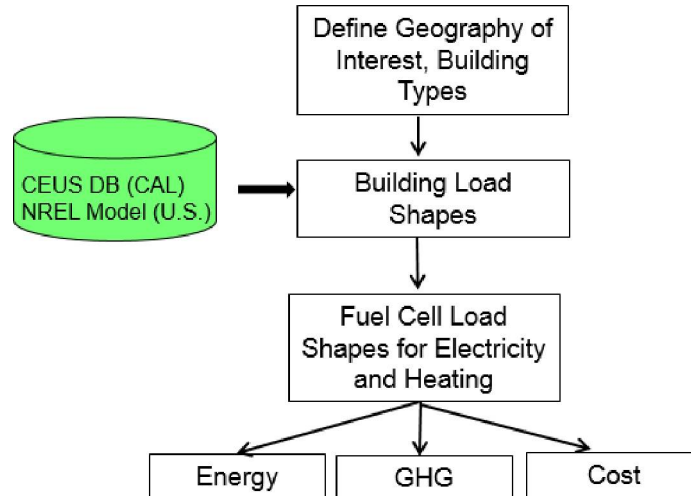 Define Geography of
Interest, Building
Types
CEUS DB (CAL)
NREL Model (U.S.)
Building Load
Shapes
Fuel Cell Load
Shapes for Electricity
and Heating
Energy
GHG
Cost